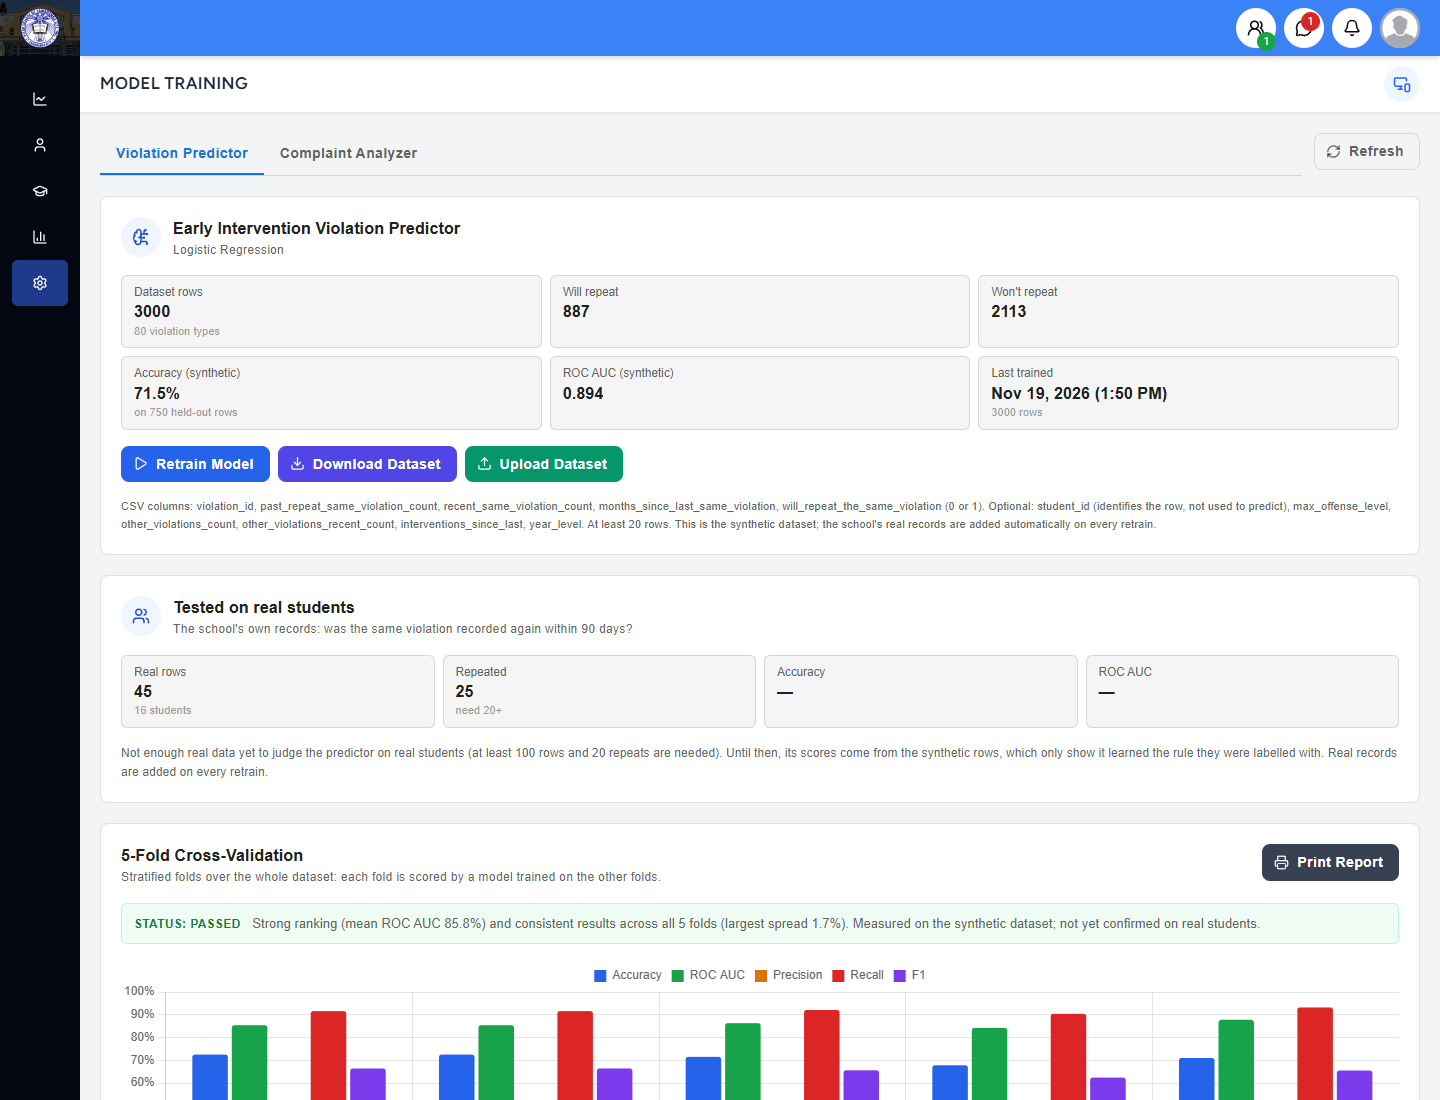 1
1
MODEL TRAINING
Violation Predictor
Complaint Analyzer
Refresh
Early Intervention Violation Predictor
Logistic Regression
Dataset rows
3000
80 violation types
Will repeat
887
Won't repeat
2113
Accuracy (synthetic)
71.5%
on 750 held-out rows
ROC AUC (synthetic)
0.894
Last trained
Nov 19, 2026 (1:50 PM)
3000 rows
Retrain Model
Download Dataset
Upload Dataset
CSV columns: violation_id, past_repeat_same_violation_count, recent_same_violation_count, months_since_last_same_violation, will_repeat_the_same_violation (0 or 1). Optional: student_id (identifies the row, not used to predict), max_offense_level,
other_violations_count, other_violations_recent_count, interventions_since_last, year_level. At least 20 rows. This is the synthetic dataset; the school's real records are added automatically on every retrain.
Tested on real students
The school's own records: was the same violation recorded again within 90 days?
Real rows
45
16 students
Repeated
25
need 20+
Accuracy
—
ROC AUC
—
Not enough real data yet to judge the predictor on real students (at least 100 rows and 20 repeats are needed). Until then, its scores come from the synthetic rows, which only show it learned the rule they were labelled with. Real records
are added on every retrain.
5-Fold Cross-Validation
Stratified folds over the whole dataset: each fold is scored by a model trained on the other folds.
Print Report
STATUS: PASSED Strong ranking (mean ROC AUC 85.8%) and consistent results across all 5 folds (largest spread 1.7%). Measured on the synthetic dataset; not yet confirmed on real students.
Accuracy ROC AUC Precision Recall F1
100%
90%
80%
70%
60%